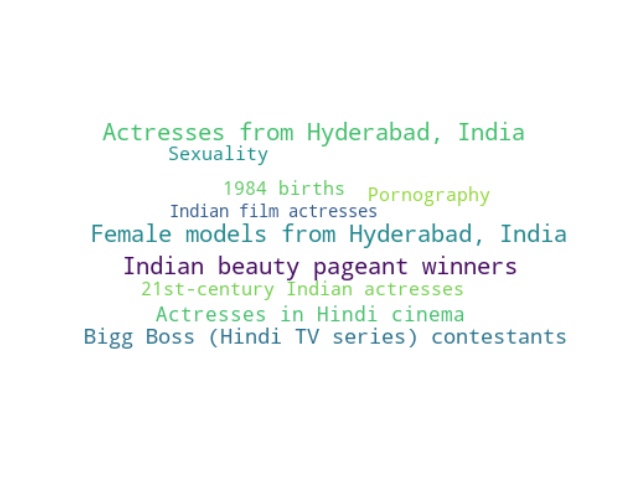 Actresses from Hyderabad, India
Sexuality
1984 births
Pornography
Indian film actresses
Female models from Hyderabad, India
Indian beauty pageant winners
21st-century Indian actresses
Actresses in Hindi cinema
Bigg Boss (Hindi TV series) contestants